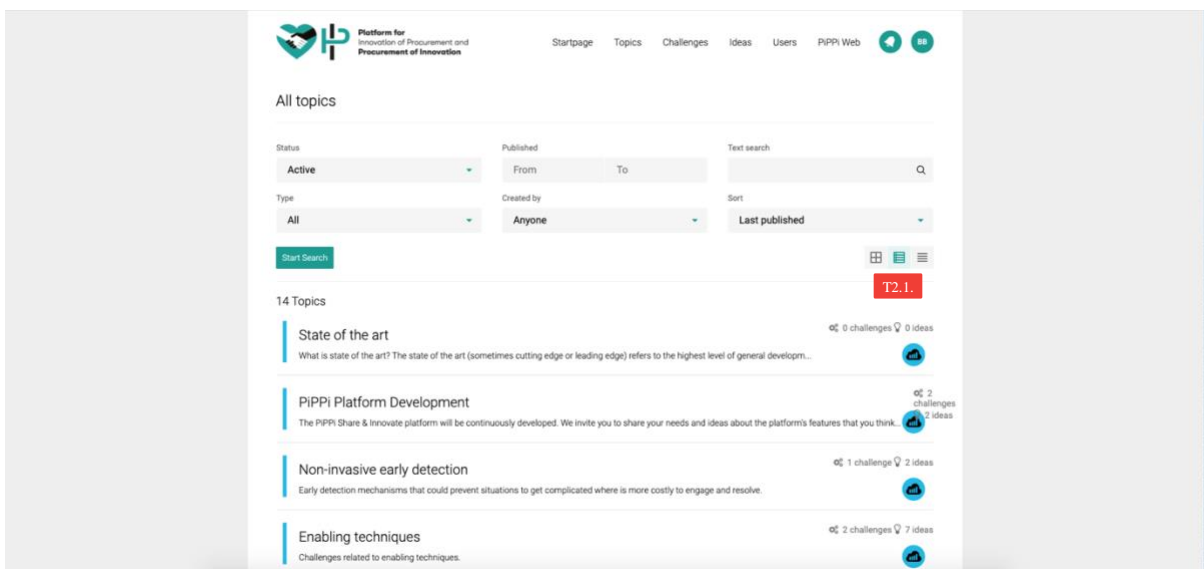 Platform for
Innovation of Procurement and
Procurement of Innovation
Startpage Topics Challenges Ideas Users PiPPi Web BB
All topics
Status Published Text search
Active From To
Type Created by Sort
All Anyone Last published
Start Search
T2.1.
14 Topics
State of the art
0 challenges 0 ideas
What is state of the art? The state of the art (sometimes cutting edge or leading edge) refers to the highest level of general developm...
PiPPi Platform Development
2
challenges
2 ideas
The PiPPi Share & Innovate platform will be continuously developed. We invite you to share your needs and ideas about the platform's features that you think...
Non-invasive early detection
1 challenge 2 ideas
Early detection mechanisms that could prevent situations to get complicated where is more costly to engage and resolve.
Enabling techniques
2 challenges 7 ideas
Challenges related to enabling techniques.